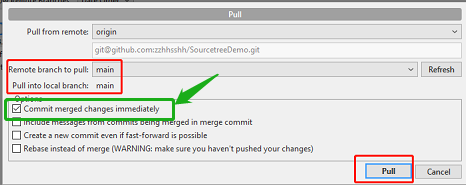 Pull
Pull from remote: origin
git@github.com:zzhhsshh/SourcetreeDemo.git
Remote branch to pull: main Refresh
Pull into local branch: main
Options
Commit merged changes immediately
Include messages from commits being merged in merge commit
Create a new commit even if fast-forward is possible
Rebase instead of merge (WARNING: make sure you haven't pushed your changes)
Pull Cancel